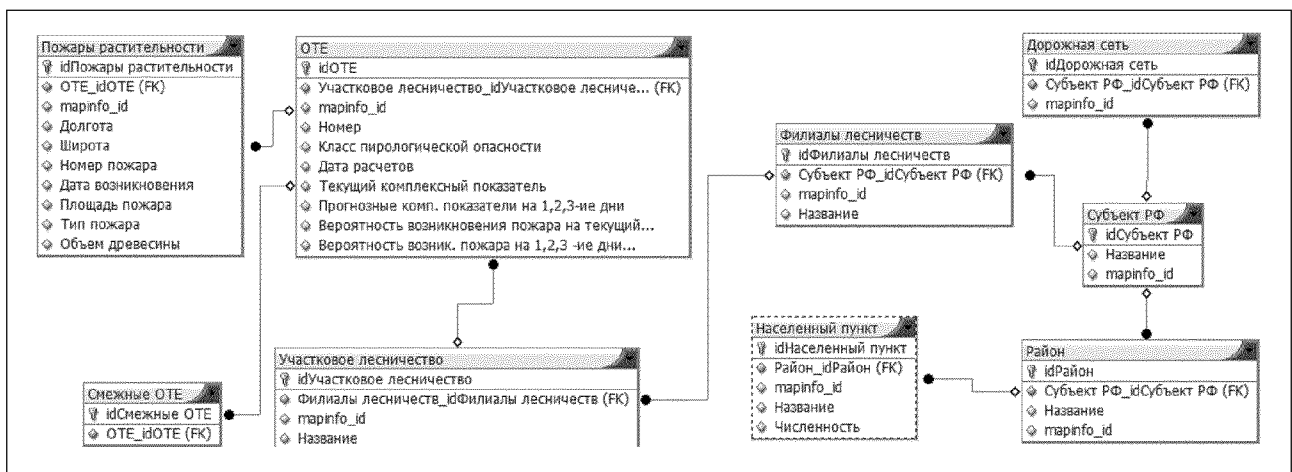 Пожары растительности
idПожары растительности
OTE_idOTE (FK)
mapinfo_id
Долгота
Широта
Номер пожара
Дата возникновения
Площадь пожара
Тип пожара
Объем древесины
ОТЕ
idОТЕ
Участковое лесничество_idУчастковое лесниче... (FK)
mapinfo_id
Номер
Класс пирологической опасности
Дата расчетов
Текущий комплексный показатель
Прогнозные комп. показатели на 1,2,3-ие дни
Вероятность возникновения пожара на текущий...
Вероятность возник. пожара на 1,2,3 -ие дни...
Дорожная сеть
idДорожная сеть
Субъект РФ_idСубъект РФ (FK)
mapinfo_id
Филиалы лесничеств
idФилиалы лесничеств
Субъект РФ_idСубъект РФ (FK)
mapinfo_id
Название
Субъект РФ
idСубъект РФ
Название
mapinfo_id
Смежные ОТЕ
idСмежные ОТЕ
OTE_idOTE (FK)
Участковое лесничество
idУчастковое лесничество
Филиалы лесничеств_idФилиалы лесничеств (FK)
mapinfo_id
Название
Населенный пункт
idНаселенный пункт
Район_idРайон (FK)
mapinfo_id
Название
Численность
Район
idРайон
Субъект РФ_idСубъект РФ (FK)
Название
mapinfo_id